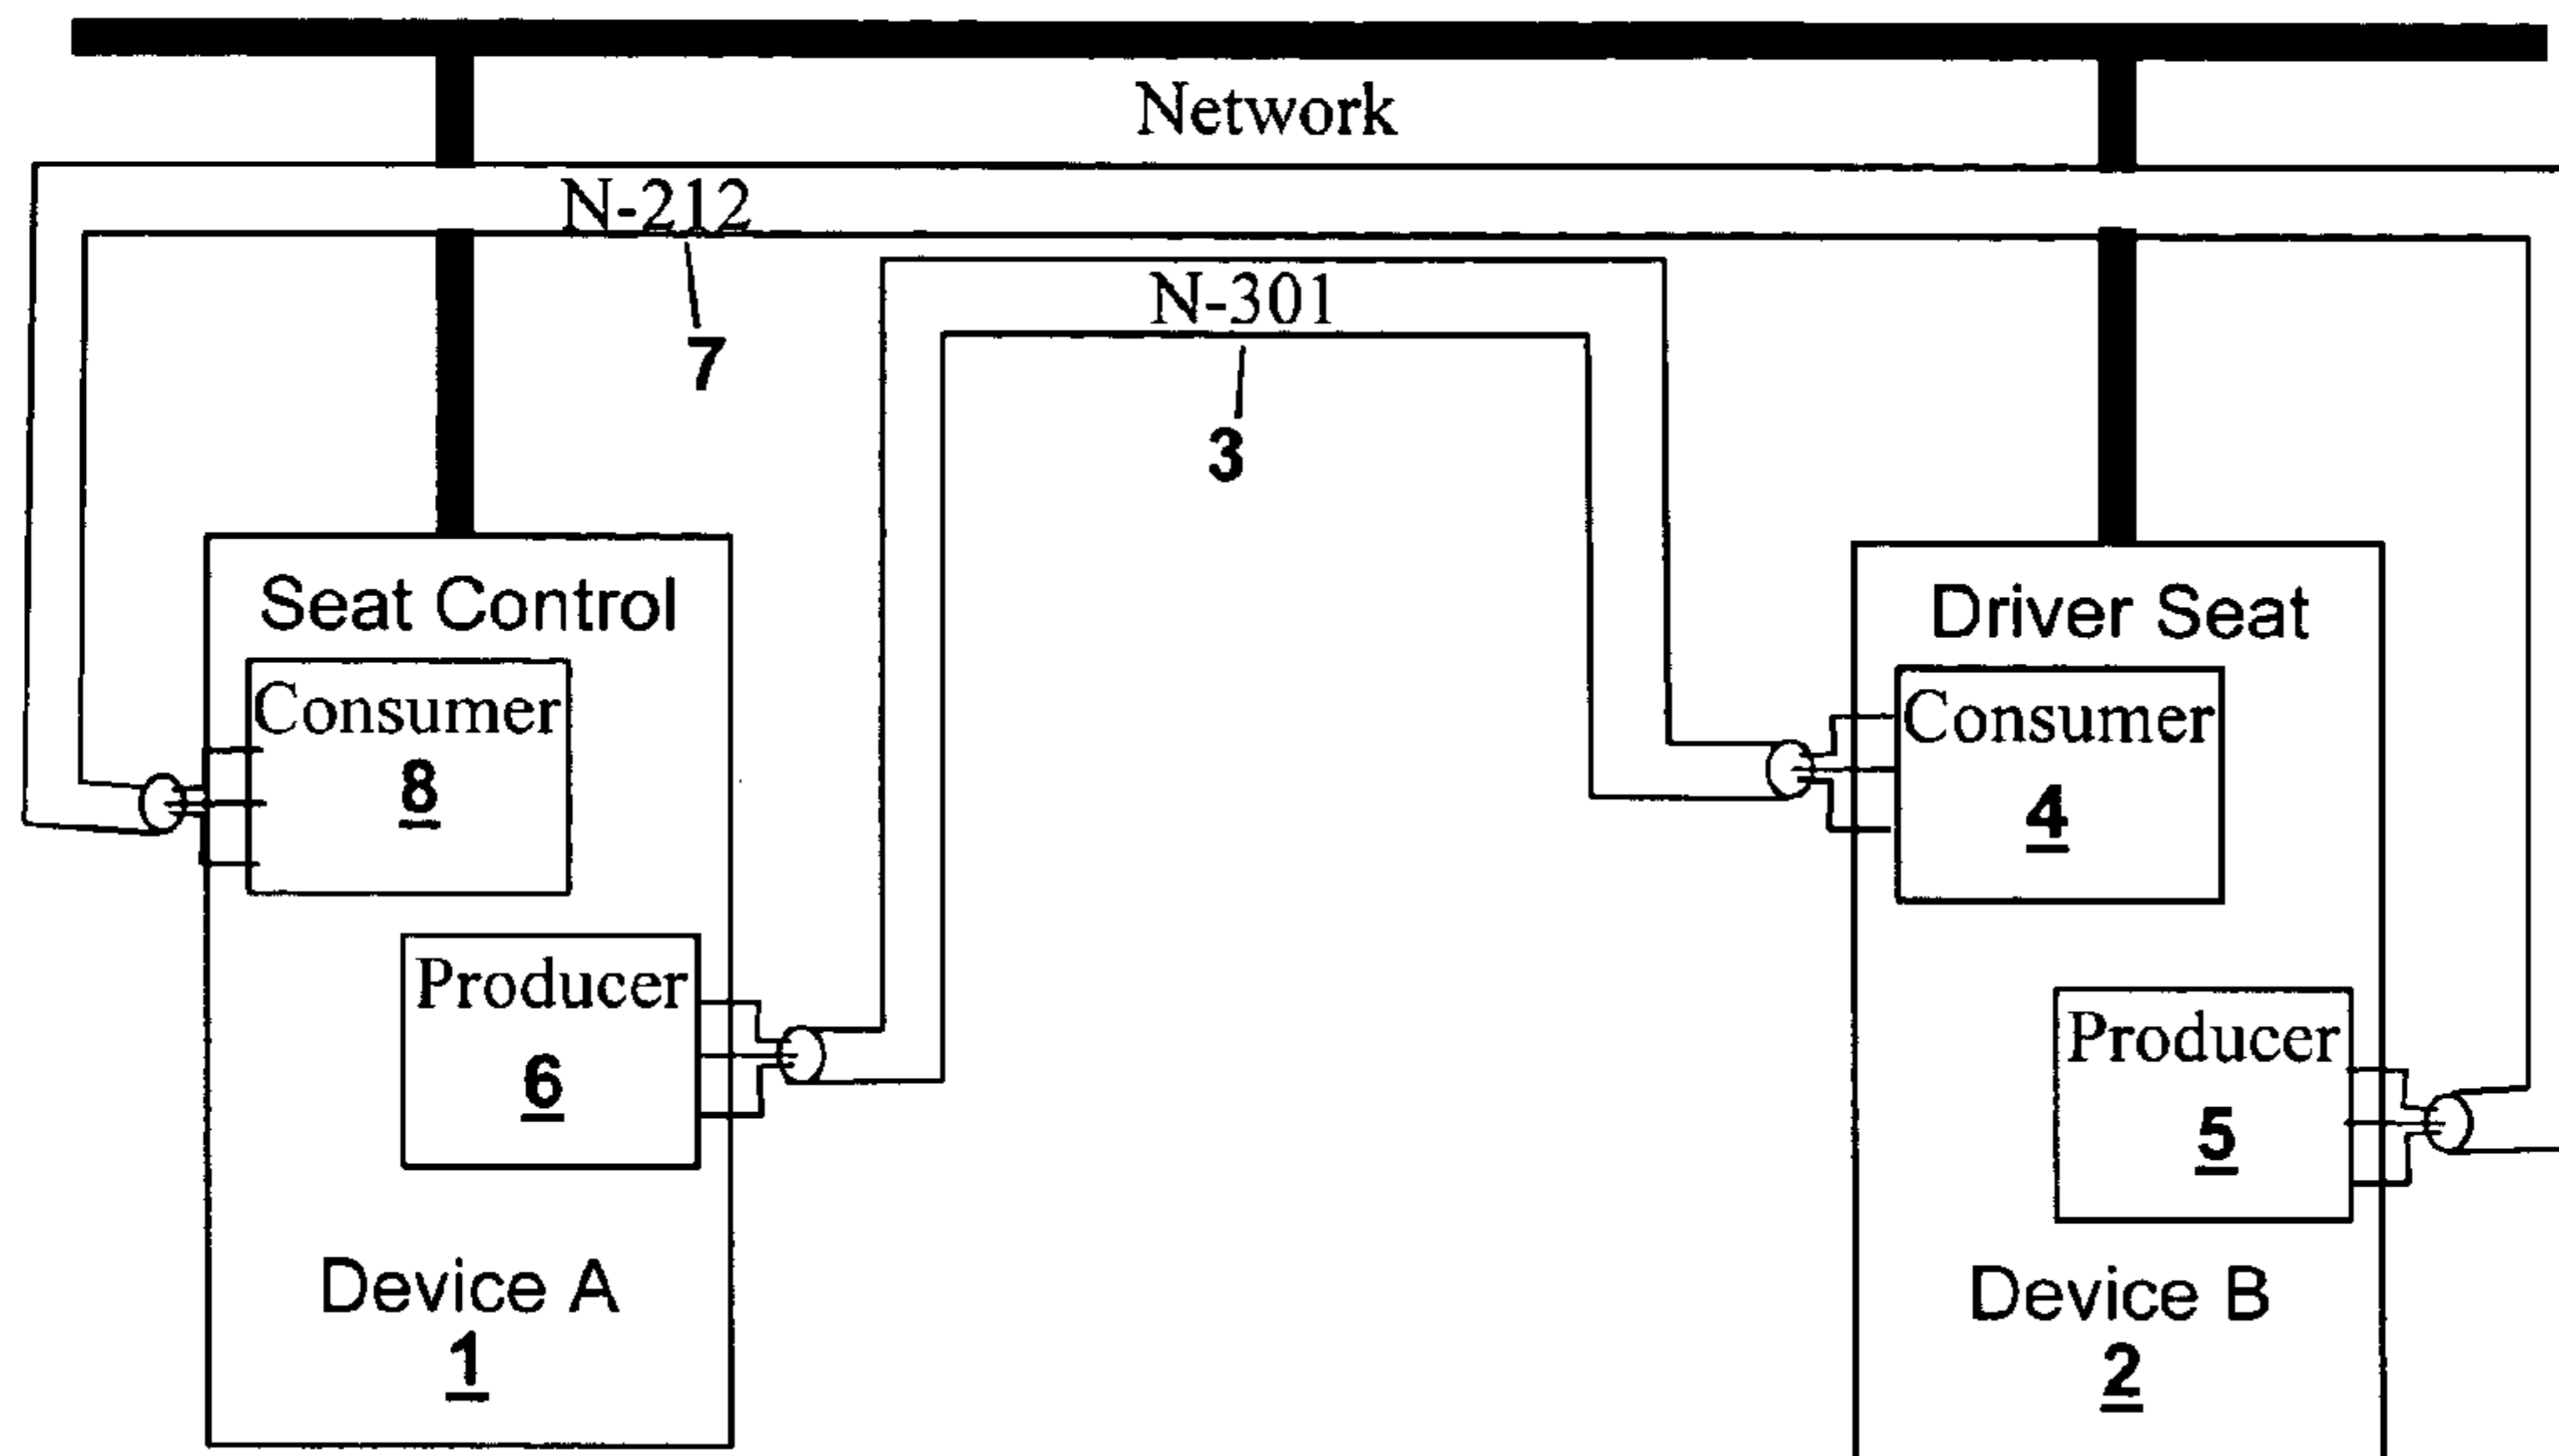 Network
N-212
7
N-301
3
Seat Control
Consumer
8
Producer
6
Device A
1
Driver Seat
Consumer
4
Producer
5
Device B
2